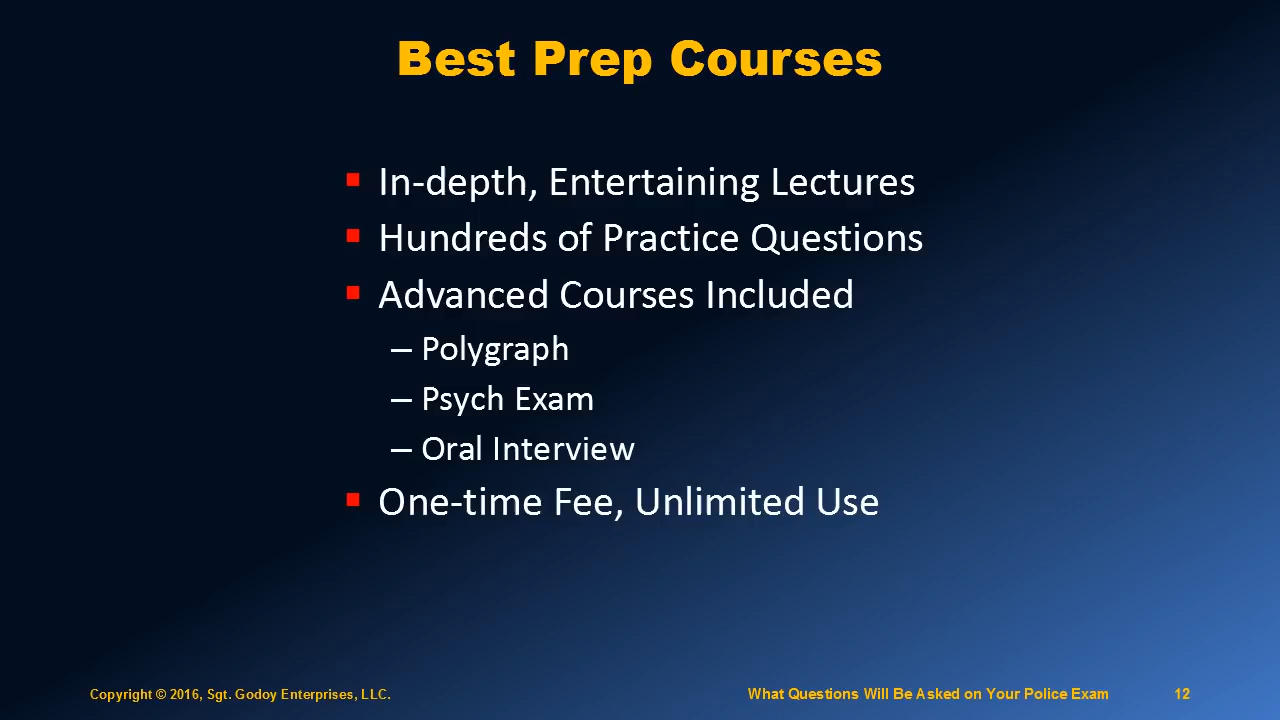 Best Prep Courses
▪ In-depth, Entertaining Lectures
▪ Hundreds of Practice Questions
▪ Advanced Courses Included
– Polygraph
– Psych Exam
– Oral Interview
▪ One-time Fee, Unlimited Use
Copyright © 2016, Sgt. Godoy Enterprises, LLC.
What Questions Will Be Asked on Your Police Exam
12